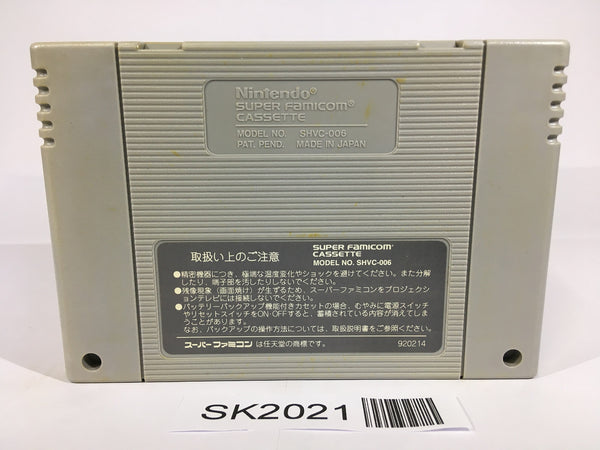 Nintendo®
SUPER FAMICOM®
CASSETTE
MODEL NO. SHVC-006
PAT. PEND. MADE IN JAPAN
取扱い上のご注意
SUPER FAMICOM®
CASSETTE
MODEL NO. SHVC-006
●精密機器につき、極端な温度変化やショックを避けてください。また分解
したり、端子部を汚したりしないでください。
●残像現象(画面焼け)が生ずるため、スーパーファミコンをプロジェクシ
ョンテレビには接続しないでください。
●バッテリーバックアップ機能付きカセットの場合、むやみに電源スイッチ
やリセットスイッチをON・OFFすると、蓄積されている内容が消えてしま
うことがあります。
なお、バックアップの操作方法については、取扱説明書をご参照ください。
スーパーファミコン は任天堂の商標です。 920214
SK2021